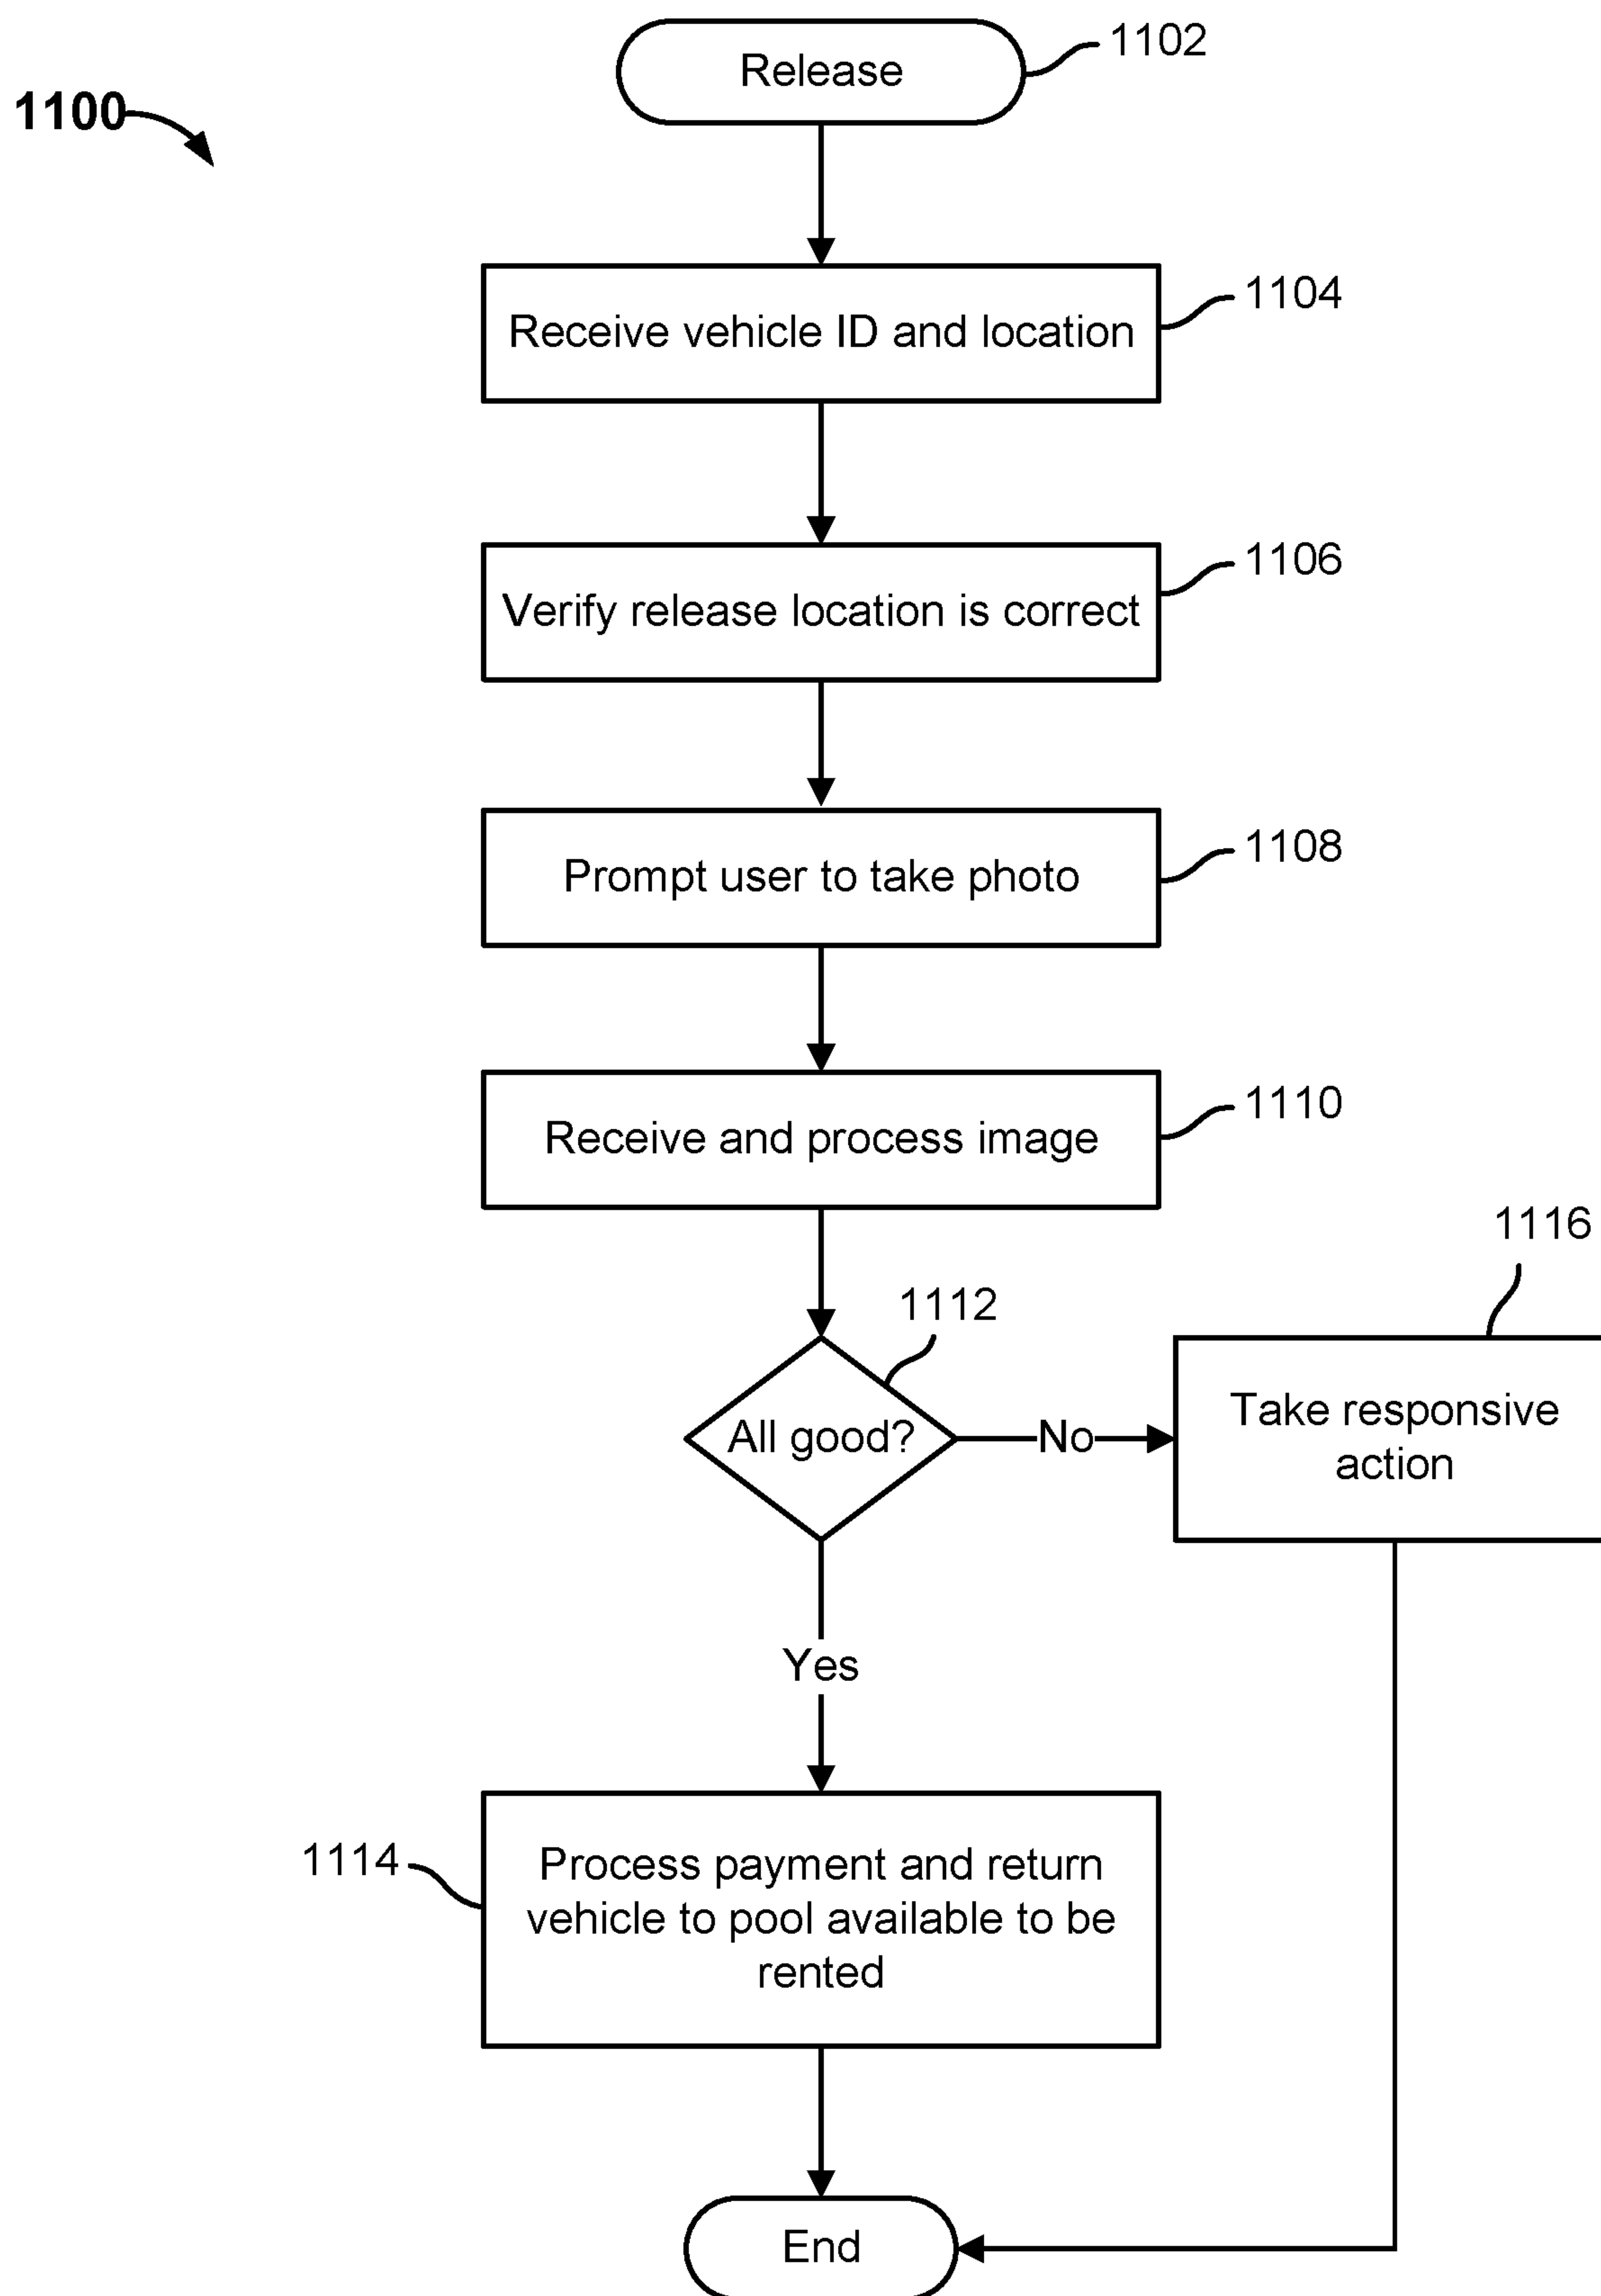 1102
Release
1100
1104
Receive vehicle ID and location
1106
Verify release location is correct
1108
Prompt user to take photo
1110
Receive and process image
1116
1112
All good?
No
Take responsive
action
Yes
1114
Process payment and return
vehicle to pool available to be
rented
End